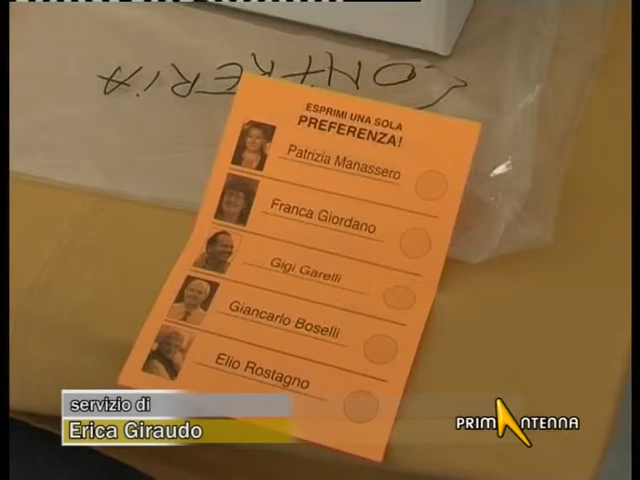 CONFRERIA
ESPRIMI UNA SOLA
PREFERENZA!
Patrizia Manassero
Franca Giordano
Gigi Garelli
Giancarlo Boselli
Elio Rostagno
servizio di
Erica Giraudo
PRIMANTENNA